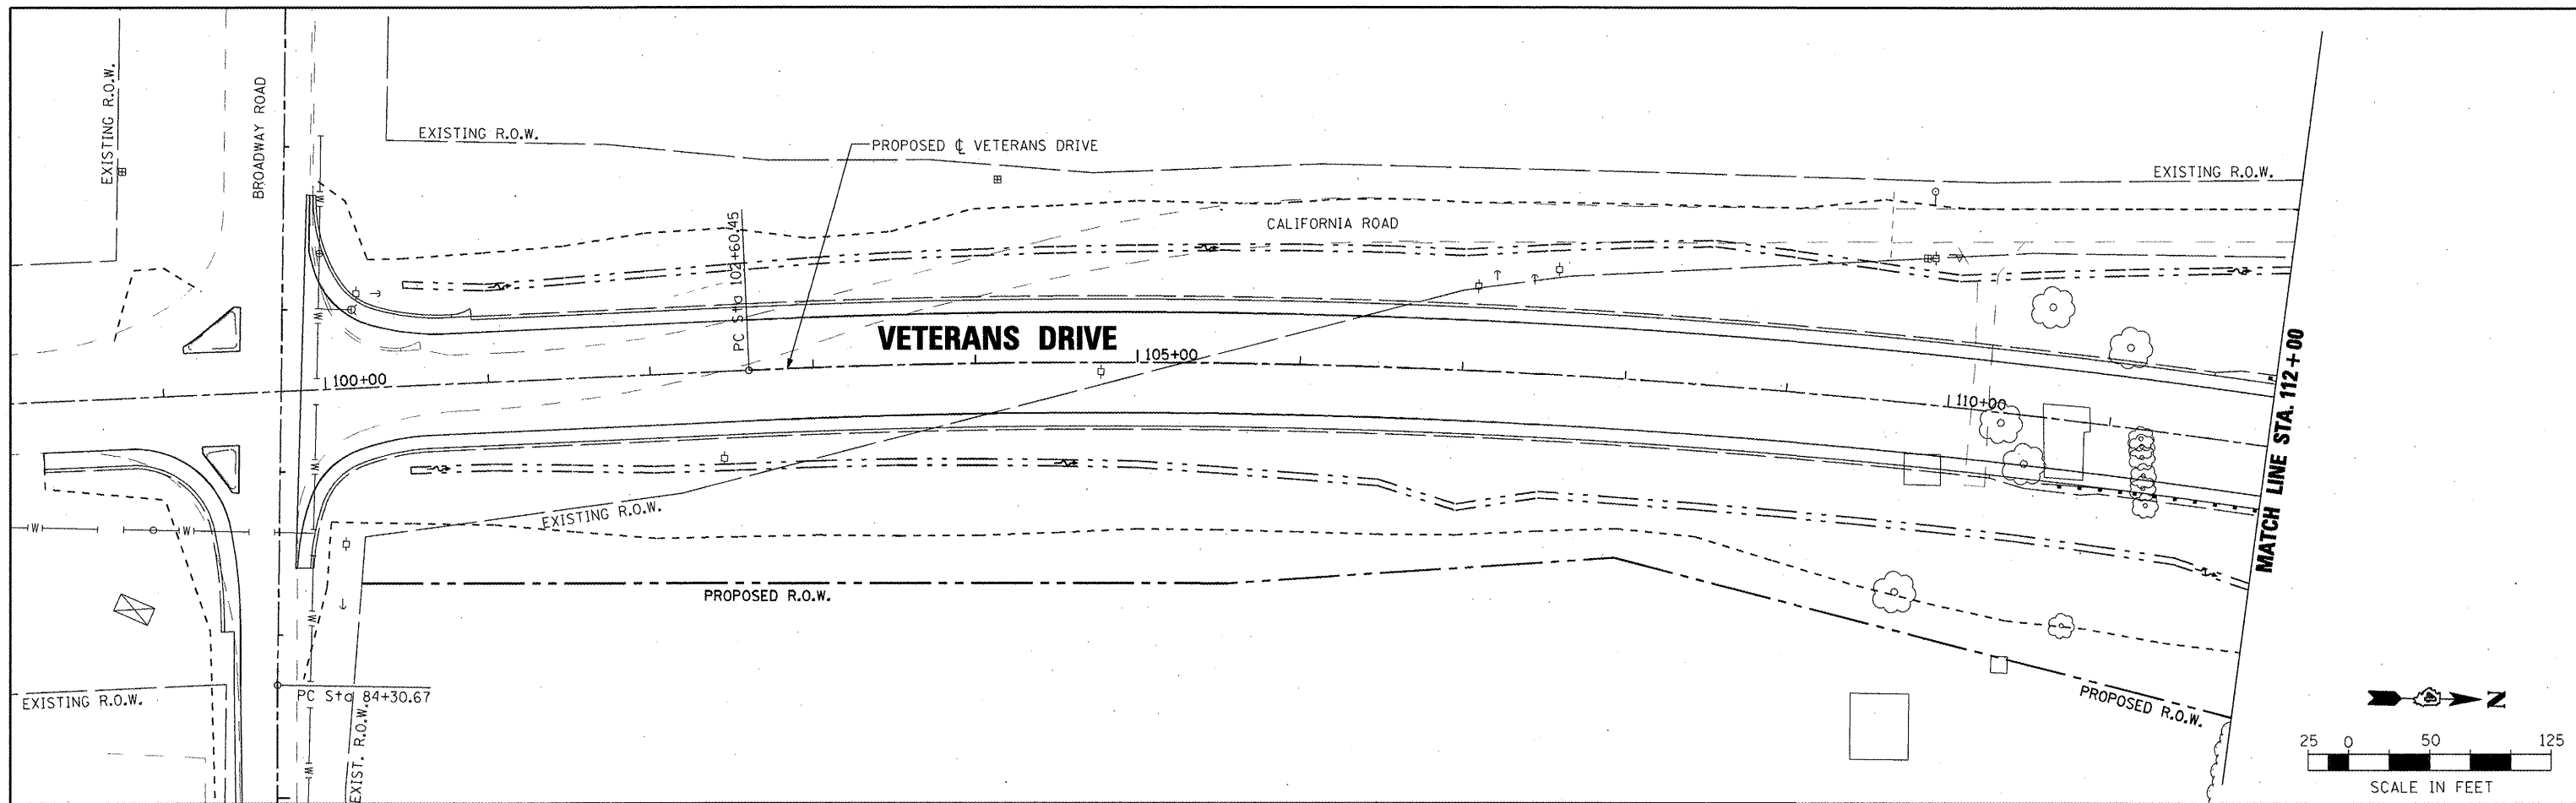 EXISTING R.O.W.
BROADWAY ROAD
EXISTING R.O.W.
PROPOSED ℄ VETERANS DRIVE
EXISTING R.O.W.
CALIFORNIA ROAD
PC Sta 102+60.45
VETERANS DRIVE
100+00
105+00
110+00
MATCH LINE STA. 112+00
W
W
W
W
W
W
W
W
EXISTING R.O.W.
PROPOSED R.O.W.
EXISTING R.O.W.
PC Sta 84+30.67
EXIST. R.O.W.
PROPOSED R.O.W.
N
25 0 50 125
SCALE IN FEET